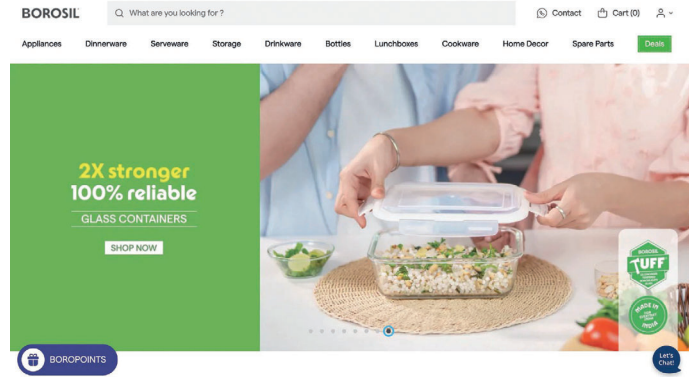 BOROSIL
What are you looking for ?
Contact
Cart (0)
Appliances
Dinnerware
Serveware
Storage
Drinkware
Bottles
Lunchboxes
Cookware
Home Decor
Spare Parts
Deals
2X stronger
100% reliable
GLASS CONTAINERS
SHOP NOW
BOROSIL
TUFF
MADE IN
INDIA
BOROPOINTS
Let's
Chat!